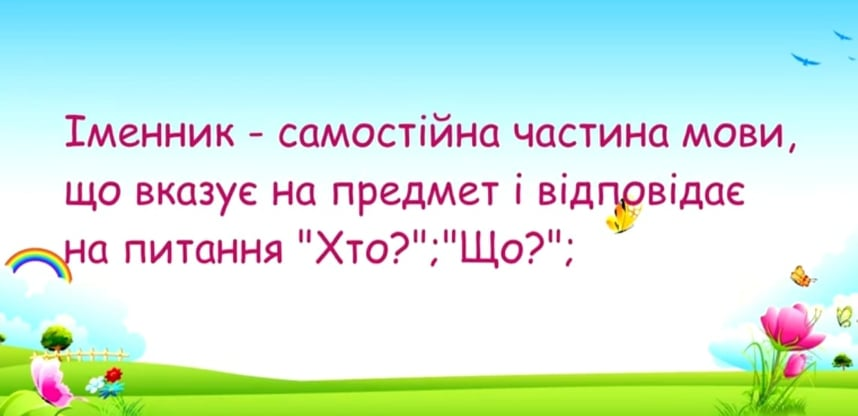 Іменник - самостійна частина мови,
що вказує на предмет і відповідає
на питання "Хто?";"Що?";